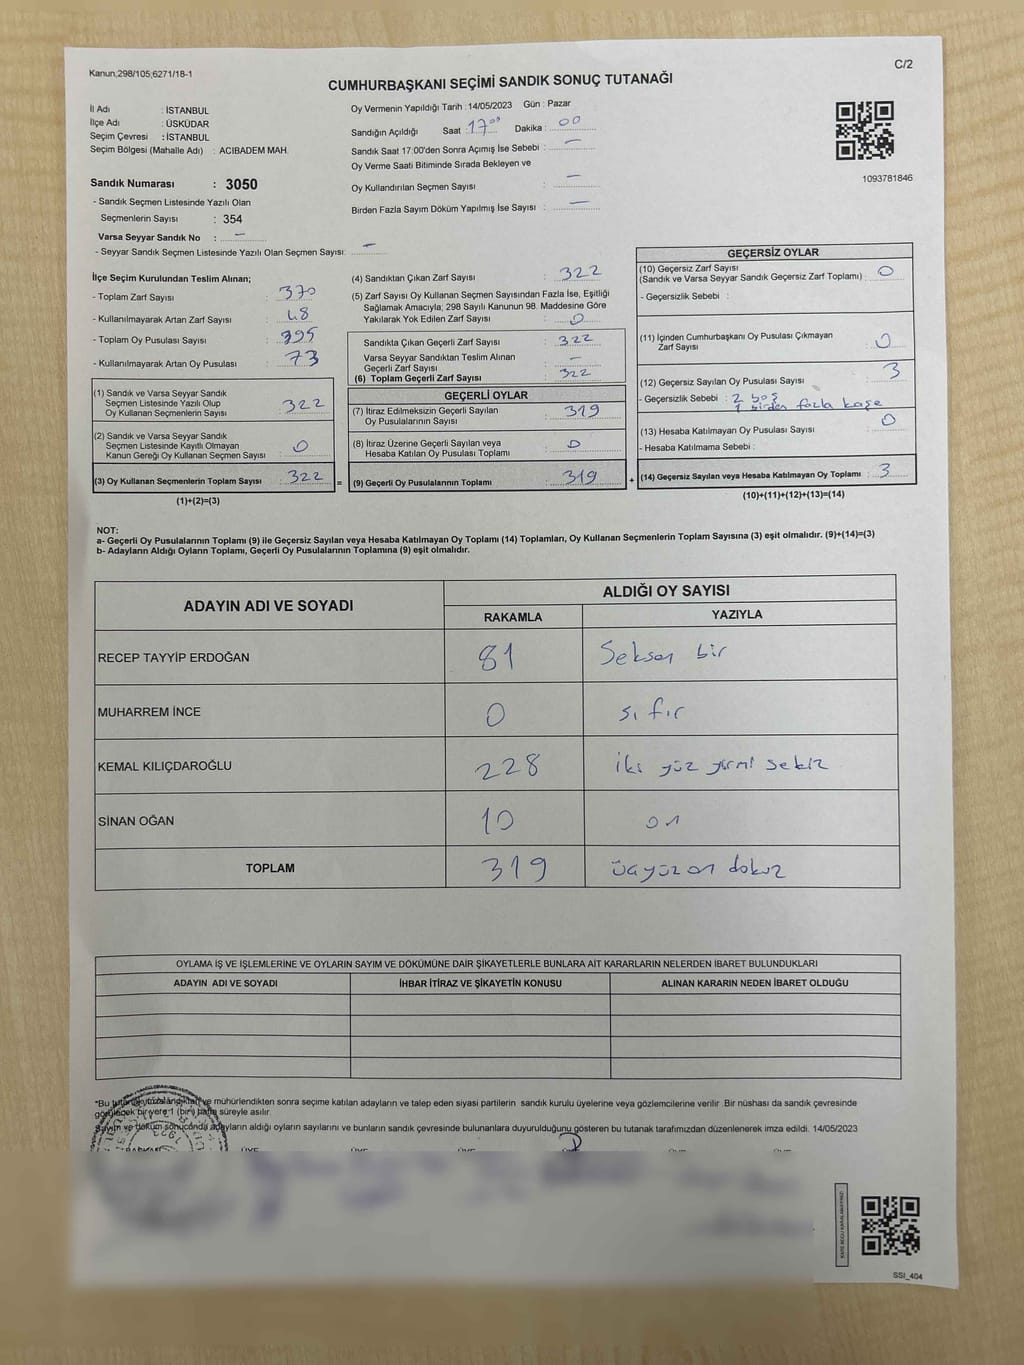 Kanun;298/105;6271/18-1
C/2
CUMHURBAŞKANI SEÇİMİ SANDIK SONUÇ TUTANAĞI
İl Adı : İSTANBUL
İlçe Adı : ÜSKÜDAR
Seçim Çevresi : İSTANBUL
Seçim Bölgesi (Mahalle Adı) : ACIBADEM MAH.
Sandık Numarası : 3050
- Sandık Seçmen Listesinde Yazılı Olan
Seçmenlerin Sayısı : 354
Varsa Seyyar Sandık No : -
- Seyyar Sandık Seçmen Listesinde Yazılı Olan Seçmen Sayısı: -
Oy Vermenin Yapıldığı Tarih : 14/05/2023 Gün : Pazar
Sandığın Açıldığı Saat : 17⁰⁰ Dakika : 00
Sandık Saat 17:00'den Sonra Açımış İse Sebebi : -
Oy Verme Saati Bitiminde Sırada Bekleyen ve
Oy Kullandırılan Seçmen Sayısı : -
Birden Fazla Sayım Döküm Yapılmış İse Sayısı : -
1093781846
İlçe Seçim Kurulundan Teslim Alınan;
- Toplam Zarf Sayısı : 370
- Kullanılmayarak Artan Zarf Sayısı : 48
- Toplam Oy Pusulası Sayısı : 395
- Kullanılmayarak Artan Oy Pusulası : 73
(1) Sandık ve Varsa Seyyar Sandık
Seçmen Listesinde Yazılı Olup
Oy Kullanan Seçmenlerin Sayısı : 322
(2) Sandık ve Varsa Seyyar Sandık
Seçmen Listesinde Kayıtlı Olmayan
Kanun Gereği Oy Kullanan Seçmen Sayısı : 0
(3) Oy Kullanan Seçmenlerin Toplam Sayısı : 322 =
(1)+(2)=(3)
(4) Sandıktan Çıkan Zarf Sayısı : 322
(5) Zarf Sayısı Oy Kullanan Seçmen Sayısından Fazla İse, Eşitliği
Sağlamak Amacıyla; 298 Sayılı Kanunun 98. Maddesine Göre
Yakılarak Yok Edilen Zarf Sayısı : 0
Sandıkta Çıkan Geçerli Zarf Sayısı : 322
Varsa Seyyar Sandıktan Teslim Alınan
Geçerli Zarf Sayısı : -
(6) Toplam Geçerli Zarf Sayısı : 322
GEÇERLİ OYLAR
(7) İtiraz Edilmeksizin Geçerli Sayılan
Oy Pusulalarının Sayısı : 319
(8) İtiraz Üzerine Geçerli Sayılan veya
Hesaba Katılan Oy Pusulası Toplamı : 0
(9) Geçerli Oy Pusulalarının Toplamı : 319 +
GEÇERSİZ OYLAR
(10) Geçersiz Zarf Sayısı
(Sandık ve Varsa Seyyar Sandık Geçersiz Zarf Toplamı) : 0
- Geçersizlik Sebebi :
(11) İçinden Cumhurbaşkanı Oy Pusulası Çıkmayan
Zarf Sayısı : 0
(12) Geçersiz Sayılan Oy Pusulası Sayısı : 3
- Geçersizlik Sebebi : 2 boş
1 birden fazla kaşe
(13) Hesaba Katılmayan Oy Pusulası Sayısı : 0
- Hesaba Katılmama Sebebi :
(14) Geçersiz Sayılan veya Hesaba Katılmayan Oy Toplamı : 3
(10)+(11)+(12)+(13)=(14)
NOT:
a- Geçerli Oy Pusulalarının Toplamı (9) ile Geçersiz Sayılan veya Hesaba Katılmayan Oy Toplamı (14) Toplamları, Oy Kullanan Seçmenlerin Toplam Sayısına (3) eşit olmalıdır. (9)+(14)=(3)
b- Adayların Aldığı Oyların Toplamı, Geçerli Oy Pusulalarının Toplamına (9) eşit olmalıdır.
ADAYIN ADI VE SOYADI ALDIĞI OY SAYISI
RAKAMLA YAZIYLA
RECEP TAYYİP ERDOĞAN 81 Seksen bir
MUHARREM İNCE 0 sıfır
KEMAL KILIÇDAROĞLU 228 iki yüz yirmi sekiz
SİNAN OĞAN 10 on
TOPLAM 319 üçyüz on dokuz
OYLAMA İŞ VE İŞLEMLERİNE VE OYLARIN SAYIM VE DÖKÜMÜNE DAİR ŞİKAYETLERLE BUNLARA AİT KARARLARIN NELERDEN İBARET BULUNDUKLARI
ADAYIN ADI VE SOYADI İHBAR İTİRAZ VE ŞİKAYETİN KONUSU ALINAN KARARIN NEDEN İBARET OLDUĞU
*Bu tutanak imzalandıktan ve mühürlendikten sonra seçime katılan adayların ve talep eden siyasi partilerin sandık kurulu üyelerine veya gözlemcilerine verilir .Bir nüshası da sandık çevresinde
görülecek bir yere 1 (bir) hafta süreyle asılır.
Sayım ve döküm sonucunda adayların aldığı oyların sayılarını ve bunların sandık çevresinde bulunanlara duyurulduğunu gösteren bu tutanak tarafımızdan düzenlenerek imza edildi. 14/05/2023
SSI_404